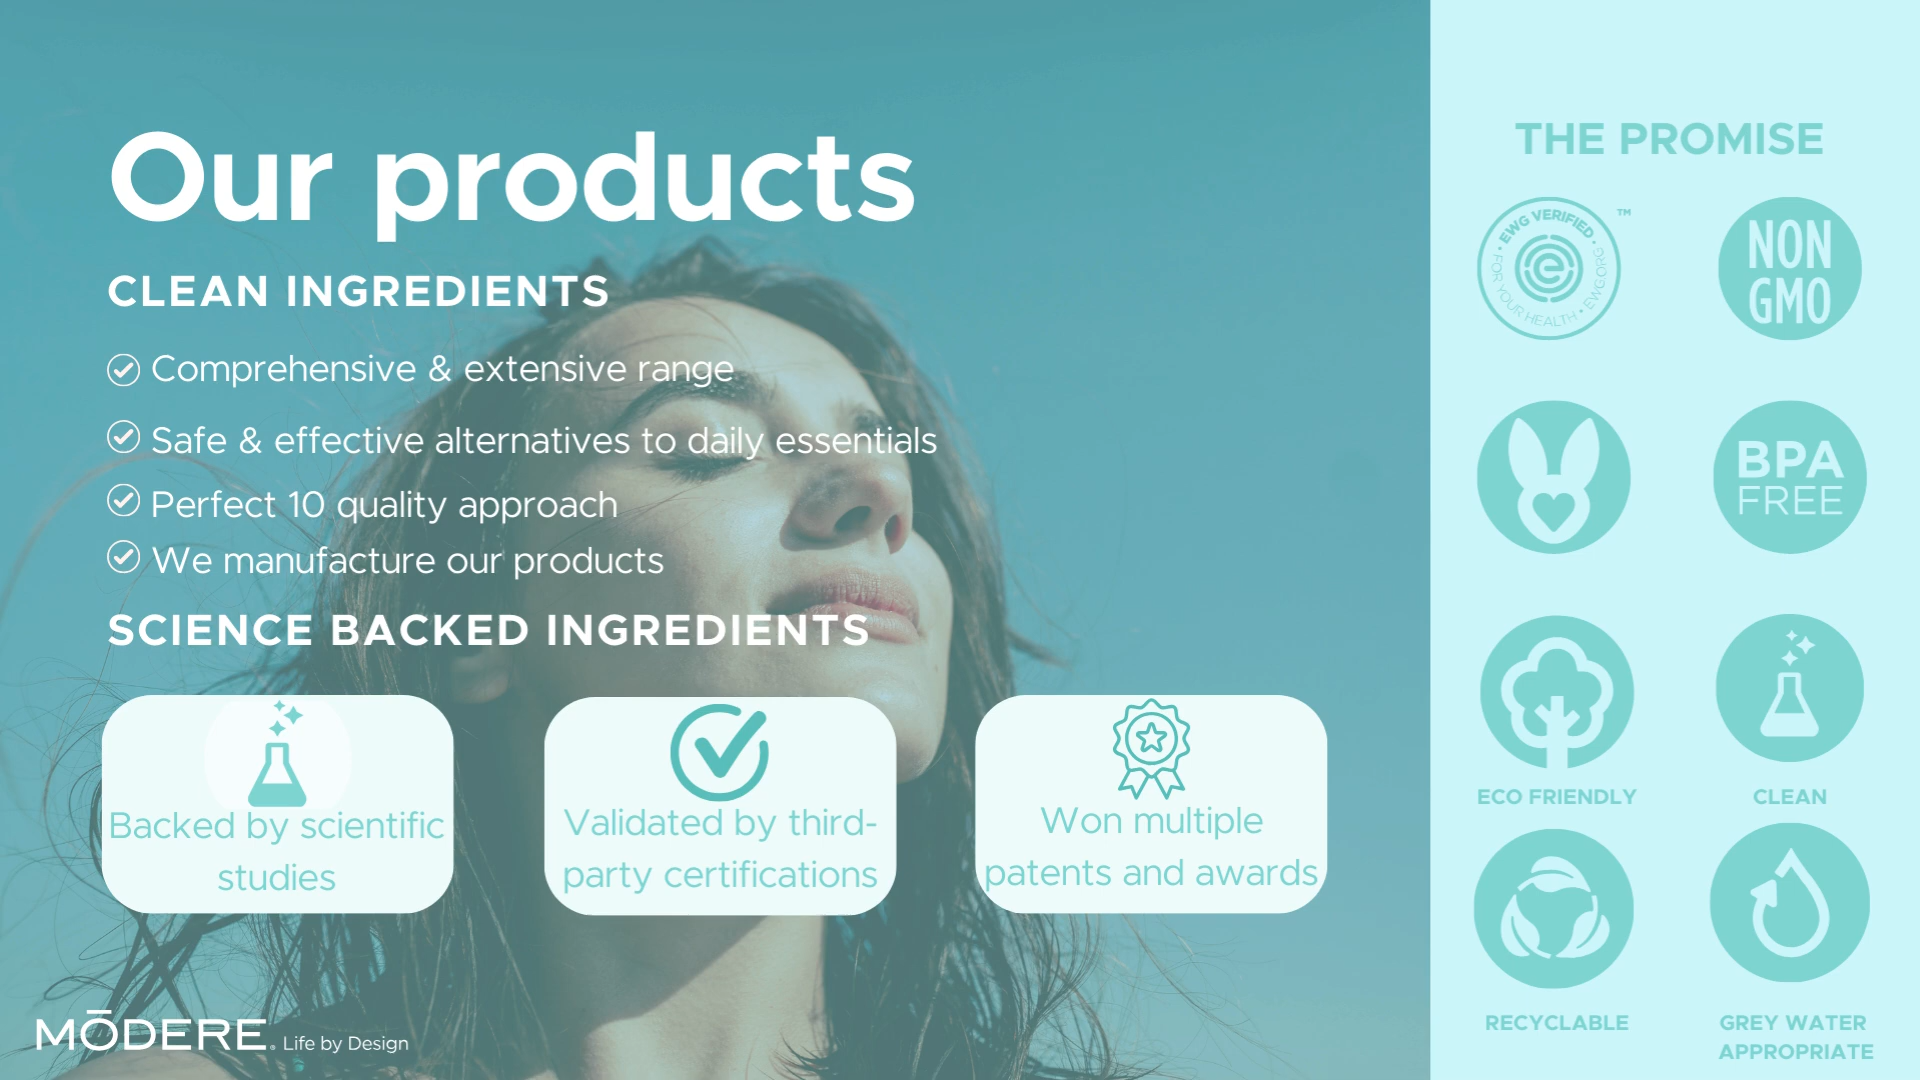 Our products
CLEAN INGREDIENTS
Comprehensive & extensive range
Safe & effective alternatives to daily essentials
Perfect 10 quality approach
We manufacture our products
SCIENCE BACKED INGREDIENTS
Backed by scientific
studies
Validated by third-
party certifications
Won multiple
patents and awards
MŌDERE® Life by Design
THE PROMISE
EWG VERIFIED • FOR YOUR HEALTH • EWG.ORG ™
NON
GMO
BPA
FREE
ECO FRIENDLY
CLEAN
RECYCLABLE
GREY WATER
APPROPRIATE